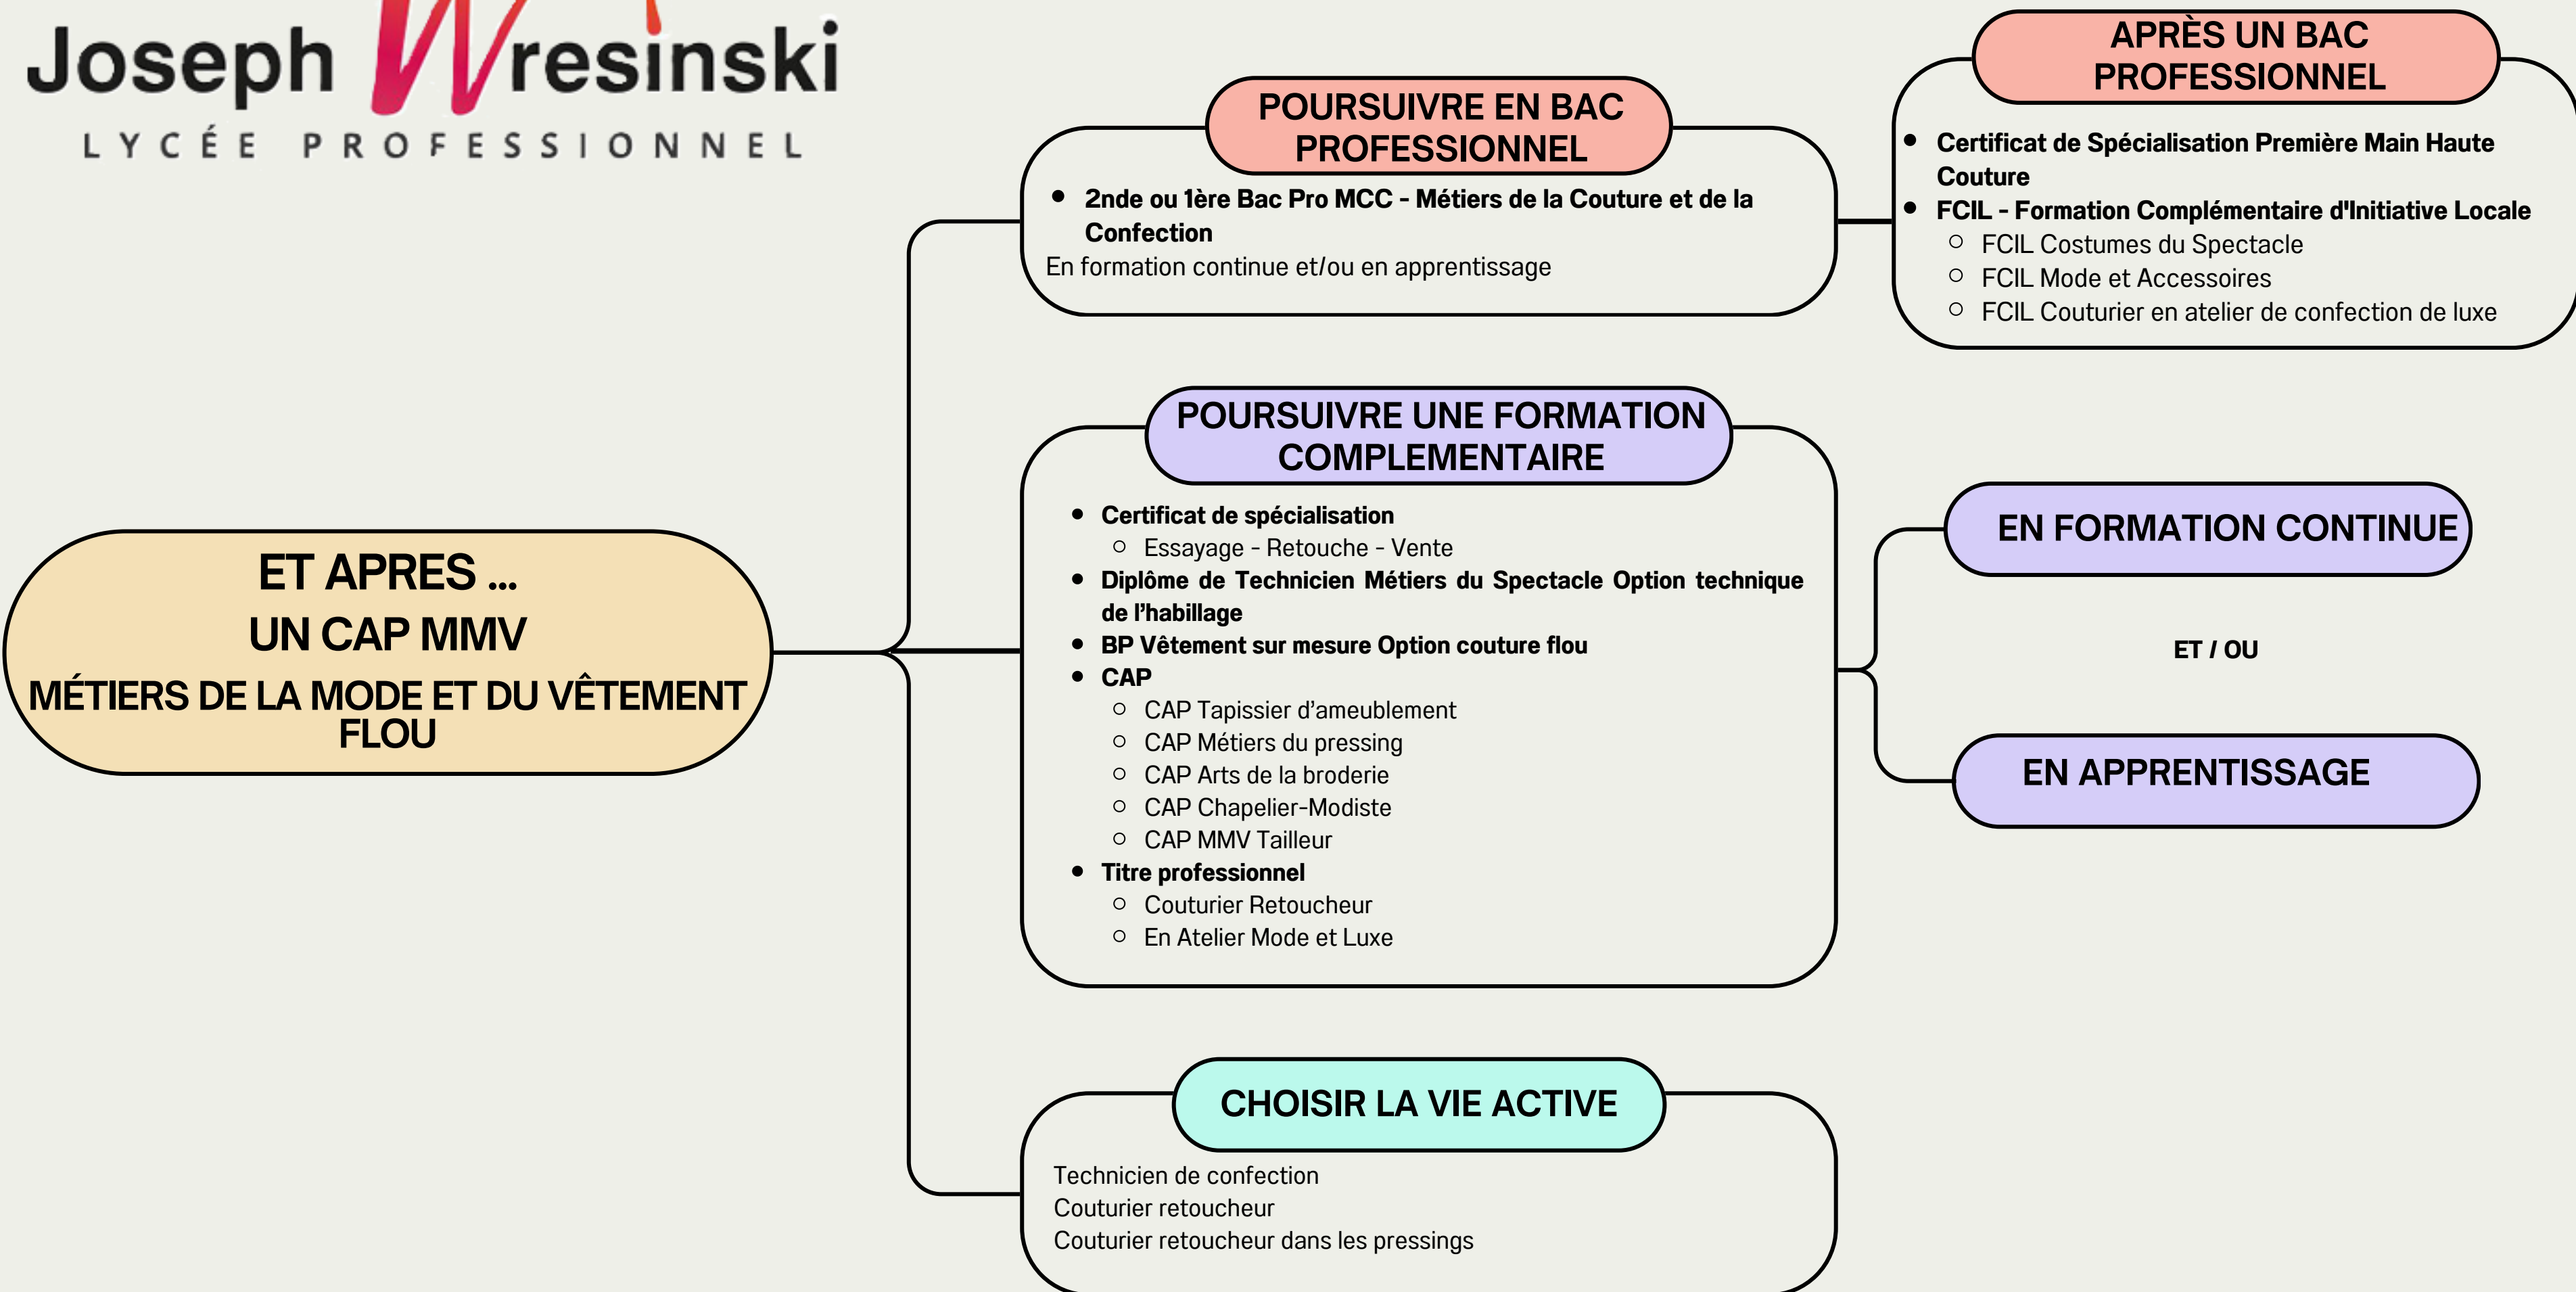 Joseph Wresinski
LYCÉE PROFESSIONNEL
ET APRES ...
UN CAP MMV
MÉTIERS DE LA MODE ET DU VÊTEMENT
FLOU
POURSUIVRE EN BAC
PROFESSIONNEL
• 2nde ou 1ère Bac Pro MCC - Métiers de la Couture et de la
Confection
En formation continue et/ou en apprentissage
APRÈS UN BAC
PROFESSIONNEL
• Certificat de Spécialisation Première Main Haute
Couture
• FCIL - Formation Complémentaire d'Initiative Locale
○ FCIL Costumes du Spectacle
○ FCIL Mode et Accessoires
○ FCIL Couturier en atelier de confection de luxe
POURSUIVRE UNE FORMATION
COMPLEMENTAIRE
• Certificat de spécialisation
○ Essayage - Retouche - Vente
• Diplôme de Technicien Métiers du Spectacle Option technique
de l’habillage
• BP Vêtement sur mesure Option couture flou
• CAP
○ CAP Tapissier d’ameublement
○ CAP Métiers du pressing
○ CAP Arts de la broderie
○ CAP Chapelier-Modiste
○ CAP MMV Tailleur
• Titre professionnel
○ Couturier Retoucheur
○ En Atelier Mode et Luxe
EN FORMATION CONTINUE
ET / OU
EN APPRENTISSAGE
CHOISIR LA VIE ACTIVE
Technicien de confection
Couturier retoucheur
Couturier retoucheur dans les pressings